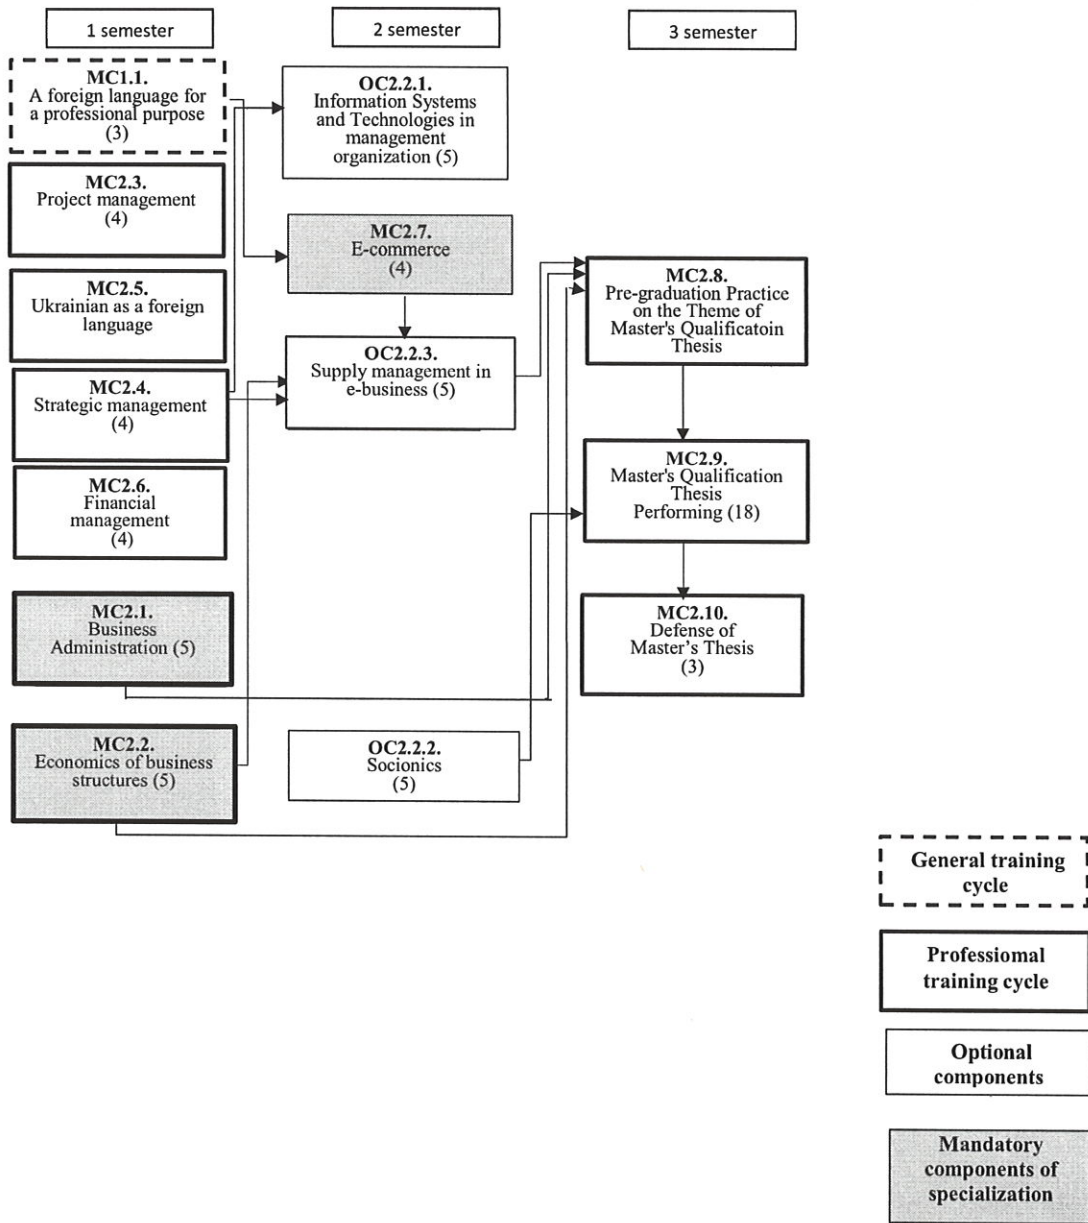 1 semester
2 semester
3 semester
MC1.1.
A foreign language for
a professional purpose
(3)
MC2.3.
Project management
(4)
MC2.5.
Ukrainian as a foreign
language
MC2.4.
Strategic management
(4)
MC2.6.
Financial
management
(4)
MC2.1.
Business
Administration (5)
MC2.2.
Economics of business
structures (5)
OC2.2.1.
Information Systems
and Technologies in
management
organization (5)
MC2.7.
E-commerce
(4)
OC2.2.3.
Supply management in
e-business (5)
OC2.2.2.
Socionics
(5)
MC2.8.
Pre-graduation Practice
on the Theme of
Master's Qualificatoin
Thesis
MC2.9.
Master's Qualification
Thesis
Performing (18)
MC2.10.
Defense of
Master's Thesis
(3)
General training
cycle
Professiomal
training cycle
Optional
components
Mandatory
components of
specialization